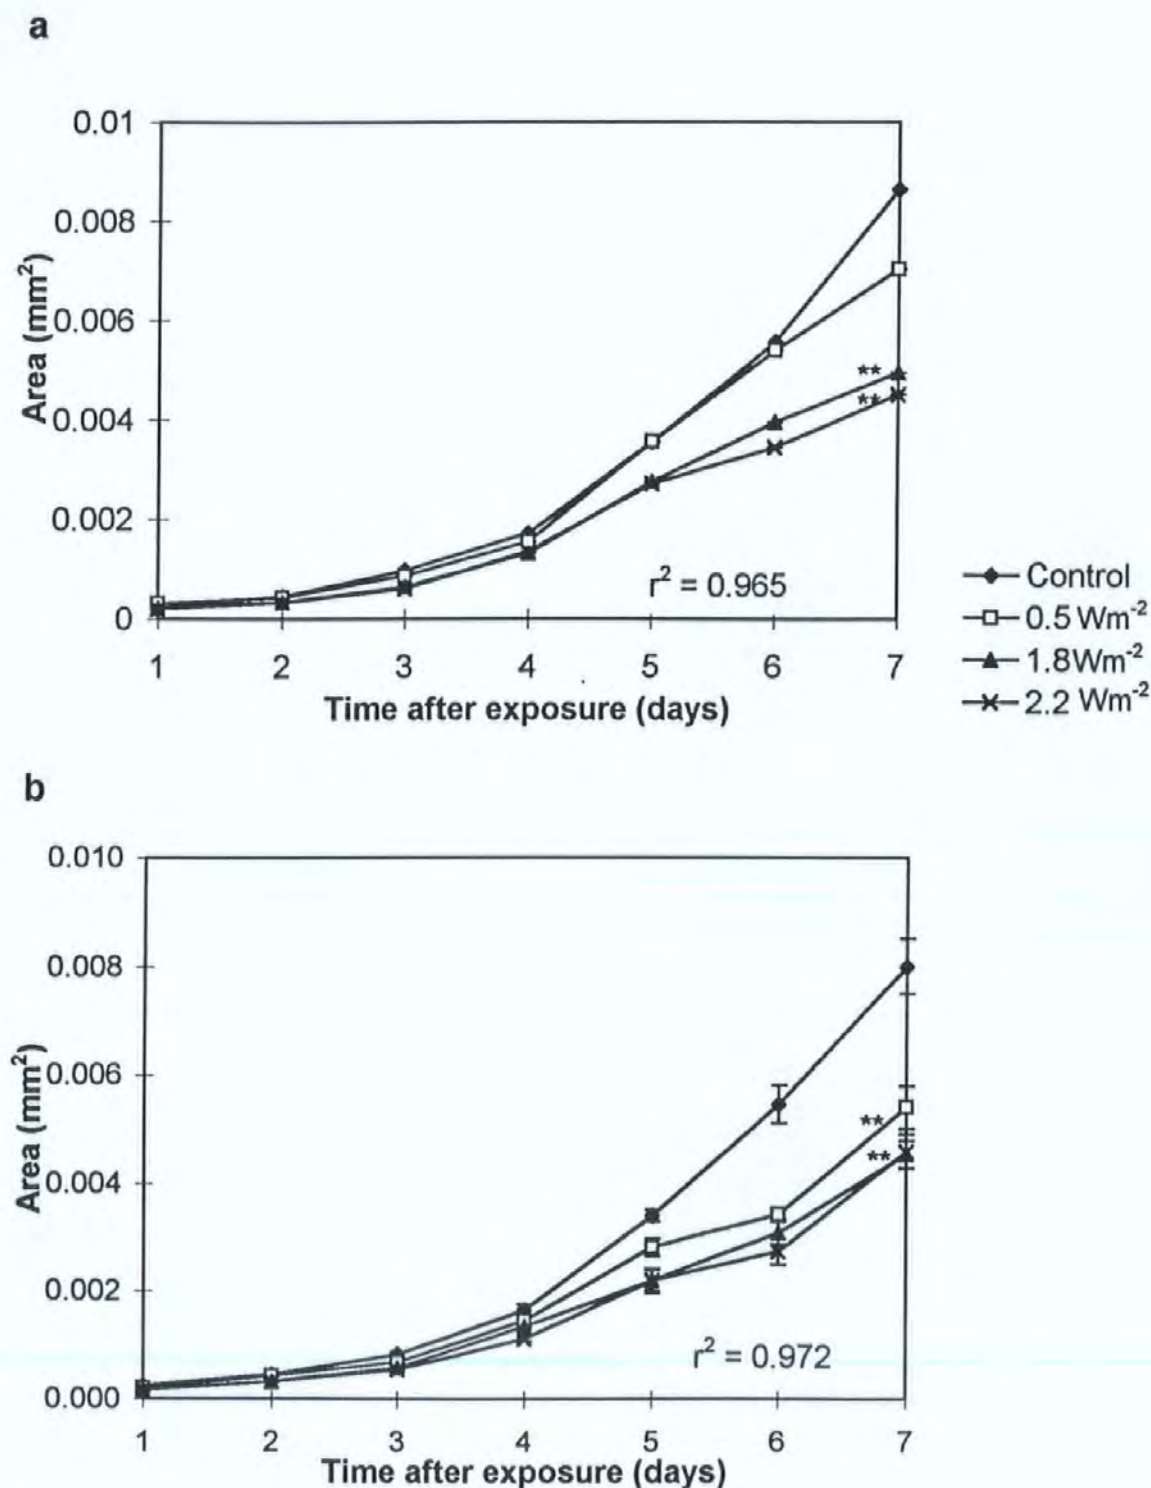 a
0.01
0.008
0.006
0.004
0.002
0
Area (mm²)
**
**
r² = 0.965
1 2 3 4 5 6 7
Time after exposure (days)
Control
0.5 Wm⁻²
1.8Wm⁻²
2.2 Wm⁻²
b
0.010
0.008
0.006
0.004
0.002
0.000
Area (mm²)
**
**
r² = 0.972
1 2 3 4 5 6 7
Time after exposure (days)